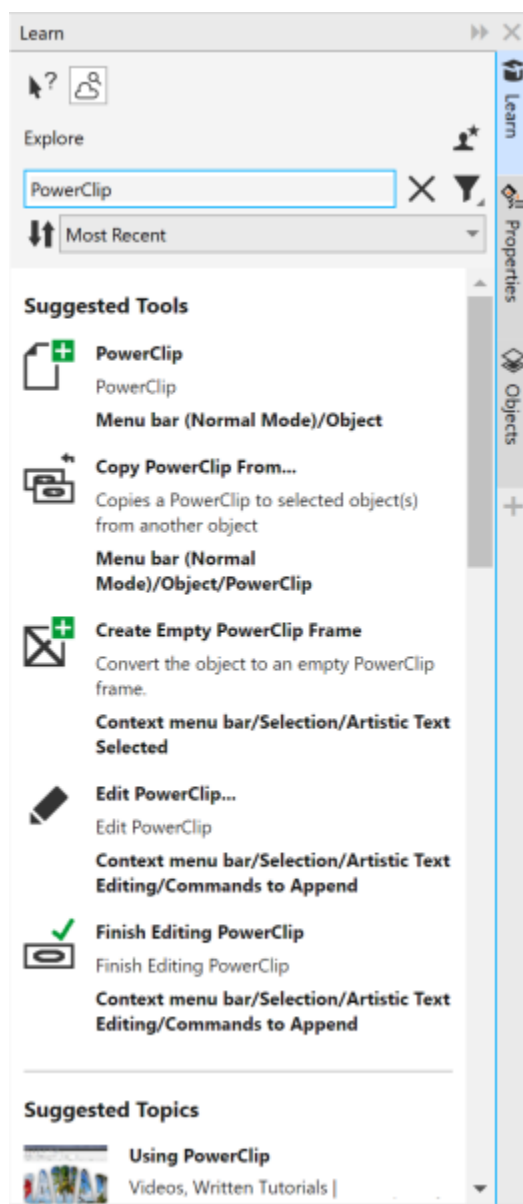 Learn
Explore
PowerClip
Most Recent
Suggested Tools
PowerClip
PowerClip
Menu bar (Normal Mode)/Object
Copy PowerClip From...
Copies a PowerClip to selected object(s)
from another object
Menu bar (Normal
Mode)/Object/PowerClip
Create Empty PowerClip Frame
Convert the object to an empty PowerClip
frame.
Context menu bar/Selection/Artistic Text
Selected
Edit PowerClip...
Edit PowerClip
Context menu bar/Selection/Artistic Text
Editing/Commands to Append
Finish Editing PowerClip
Finish Editing PowerClip
Context menu bar/Selection/Artistic Text
Editing/Commands to Append
Suggested Topics
Using PowerClip
Videos, Written Tutorials |
Learn
Properties
Objects